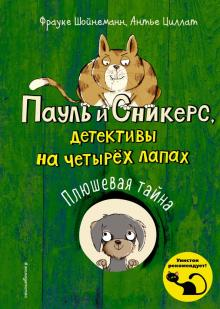 Фрауке Шойнеманн, Антье Циллат
Пауль и Сникерс,
детективы
на четырёх лапах
Плюшевая тайна
Уинстон
рекомендует!